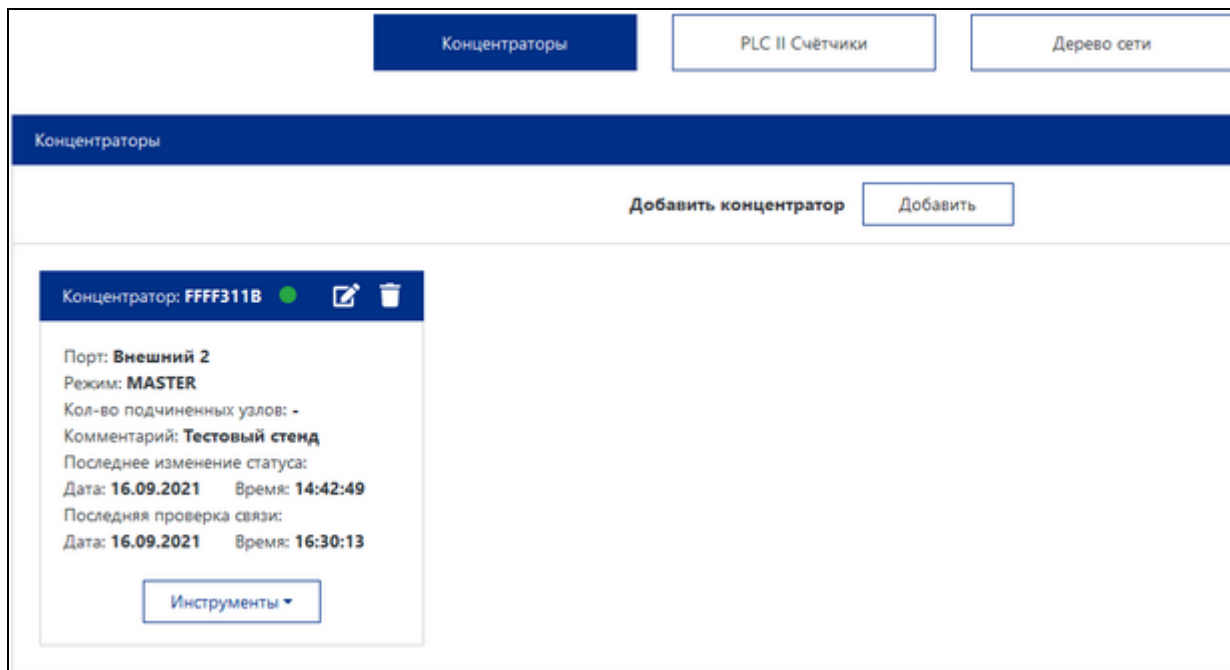 Концентраторы PLC II Счётчики Дерево сети
Концентраторы
Добавить концентратор Добавить
Концентратор: FFFF311B
Порт: Внешний 2
Режим: MASTER
Кол-во подчиненных узлов: -
Комментарий: Тестовый стенд
Последнее изменение статуса:
Дата: 16.09.2021 Время: 14:42:49
Последняя проверка связи:
Дата: 16.09.2021 Время: 16:30:13
Инструменты